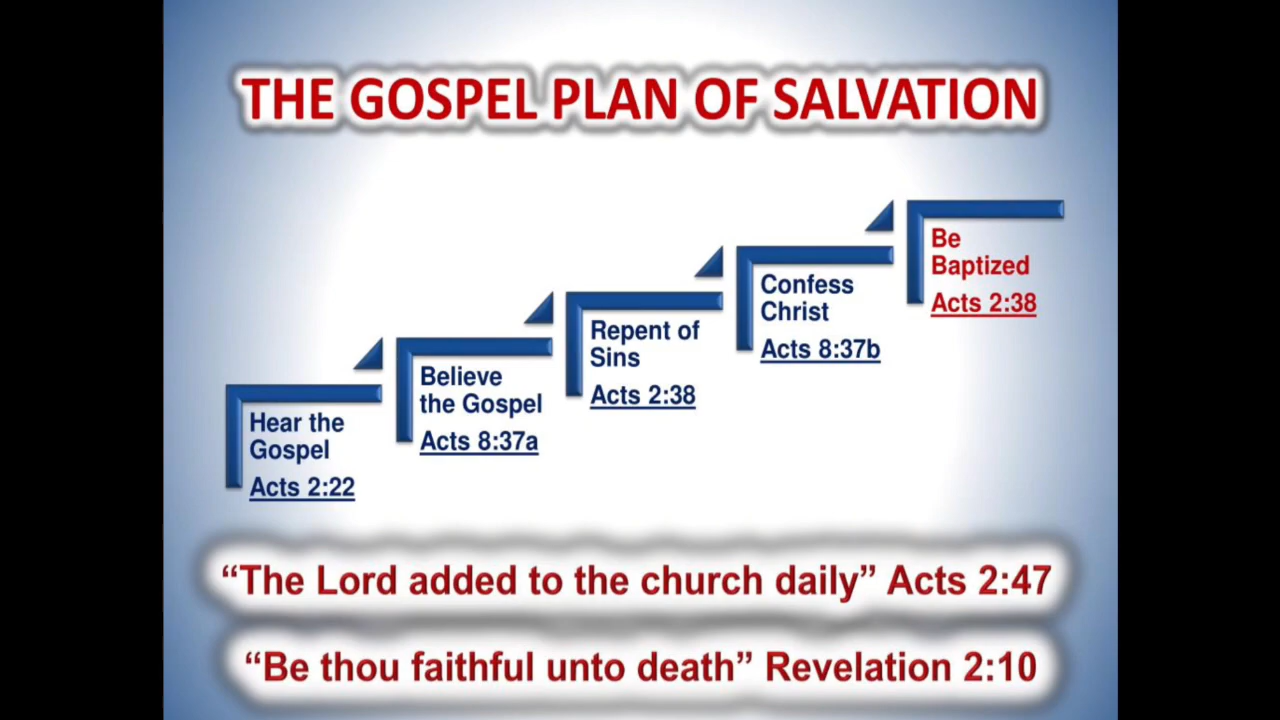 THE GOSPEL PLAN OF SALVATION
Hear the
Gospel
Acts 2:22
Believe
the Gospel
Acts 8:37a
Repent of
Sins
Acts 2:38
Confess
Christ
Acts 8:37b
Be
Baptized
Acts 2:38
“The Lord added to the church daily” Acts 2:47
“Be thou faithful unto death” Revelation 2:10